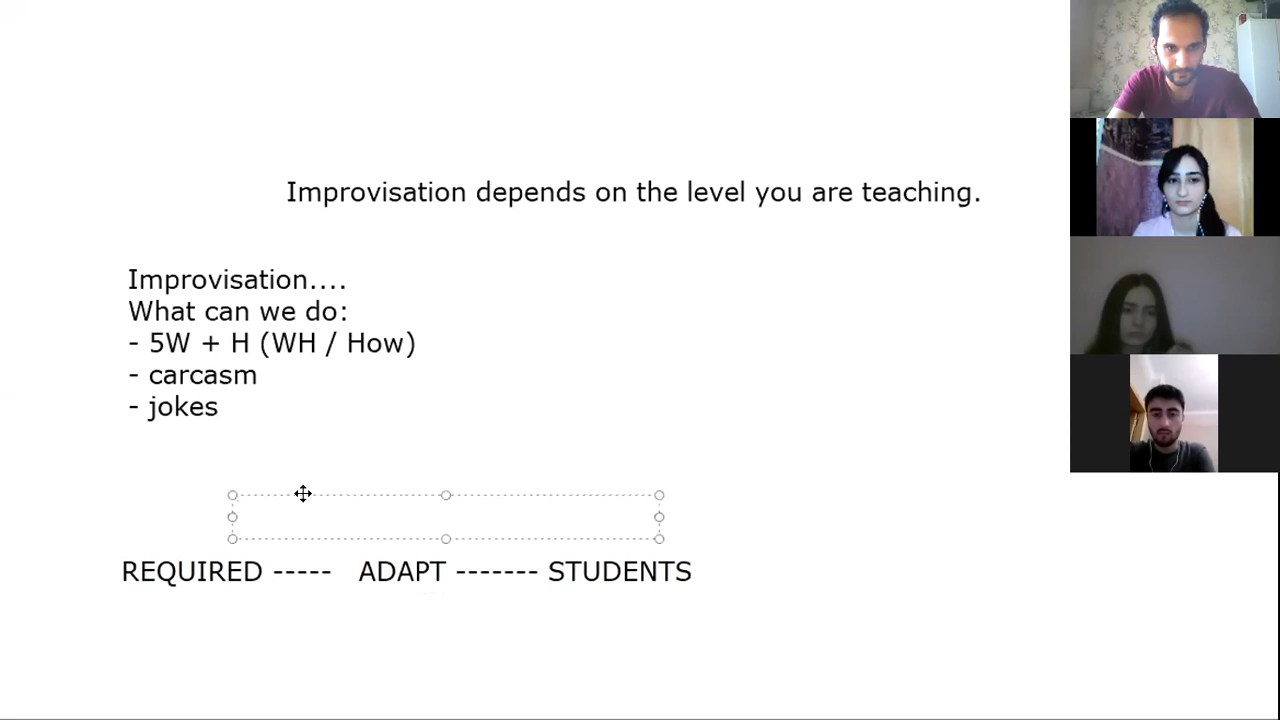 Improvisation depends on the level you are teaching.
Improvisation....
What can we do:
- 5W + H (WH / How)
- carcasm
- jokes
REQUIRED ----- ADAPT ------- STUDENTS